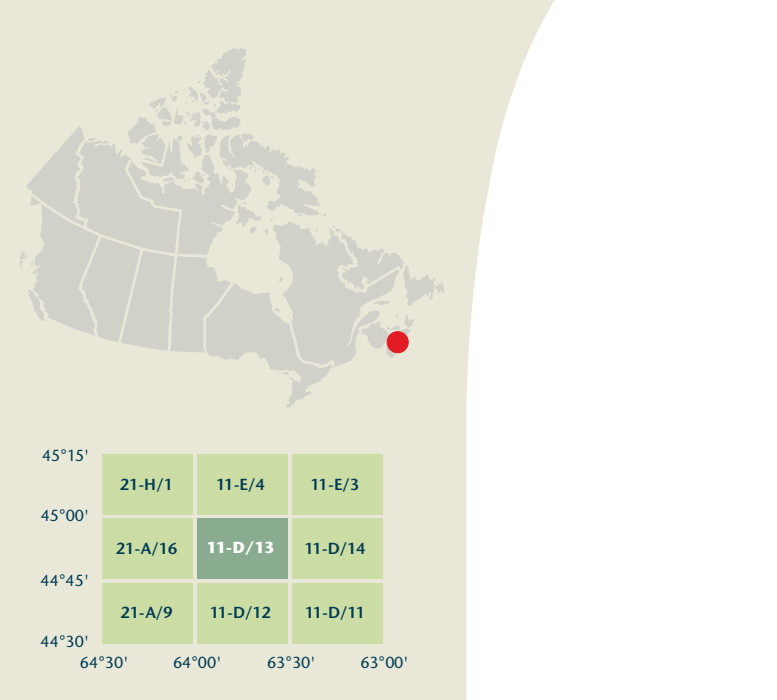 45°15'
21-H/1 11-E/4 11-E/3
45°00'
21-A/16 11-D/13 11-D/14
44°45'
21-A/9 11-D/12 11-D/11
44°30'
64°30' 64°00' 63°30' 63°00'